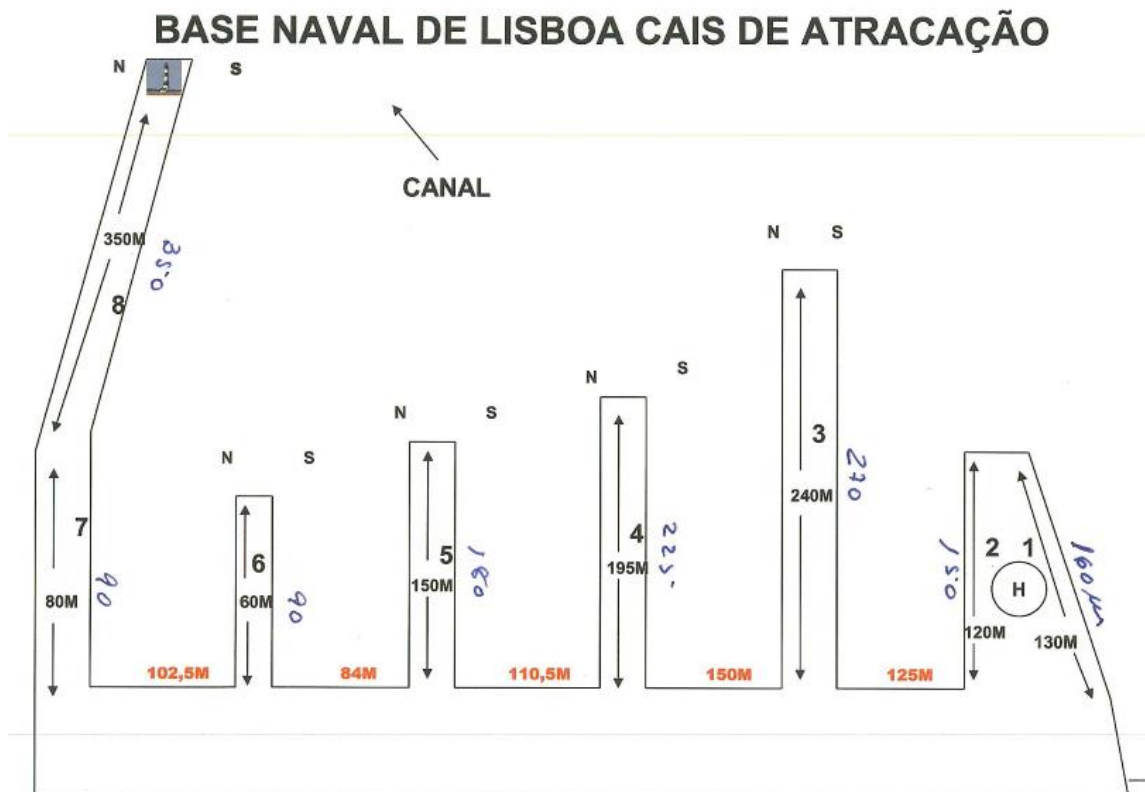 BASE NAVAL DE LISBOA CAIS DE ATRACAÇÃO
N S
CANAL
350M
350
8
N S
N S
3
240M
270
N S
N S
7
80M
90
6
60M
90
5
150M
180
4
195M
225
2 1
150
H
160 m
120M
130M
102,5M
84M
110,5M
150M
125M